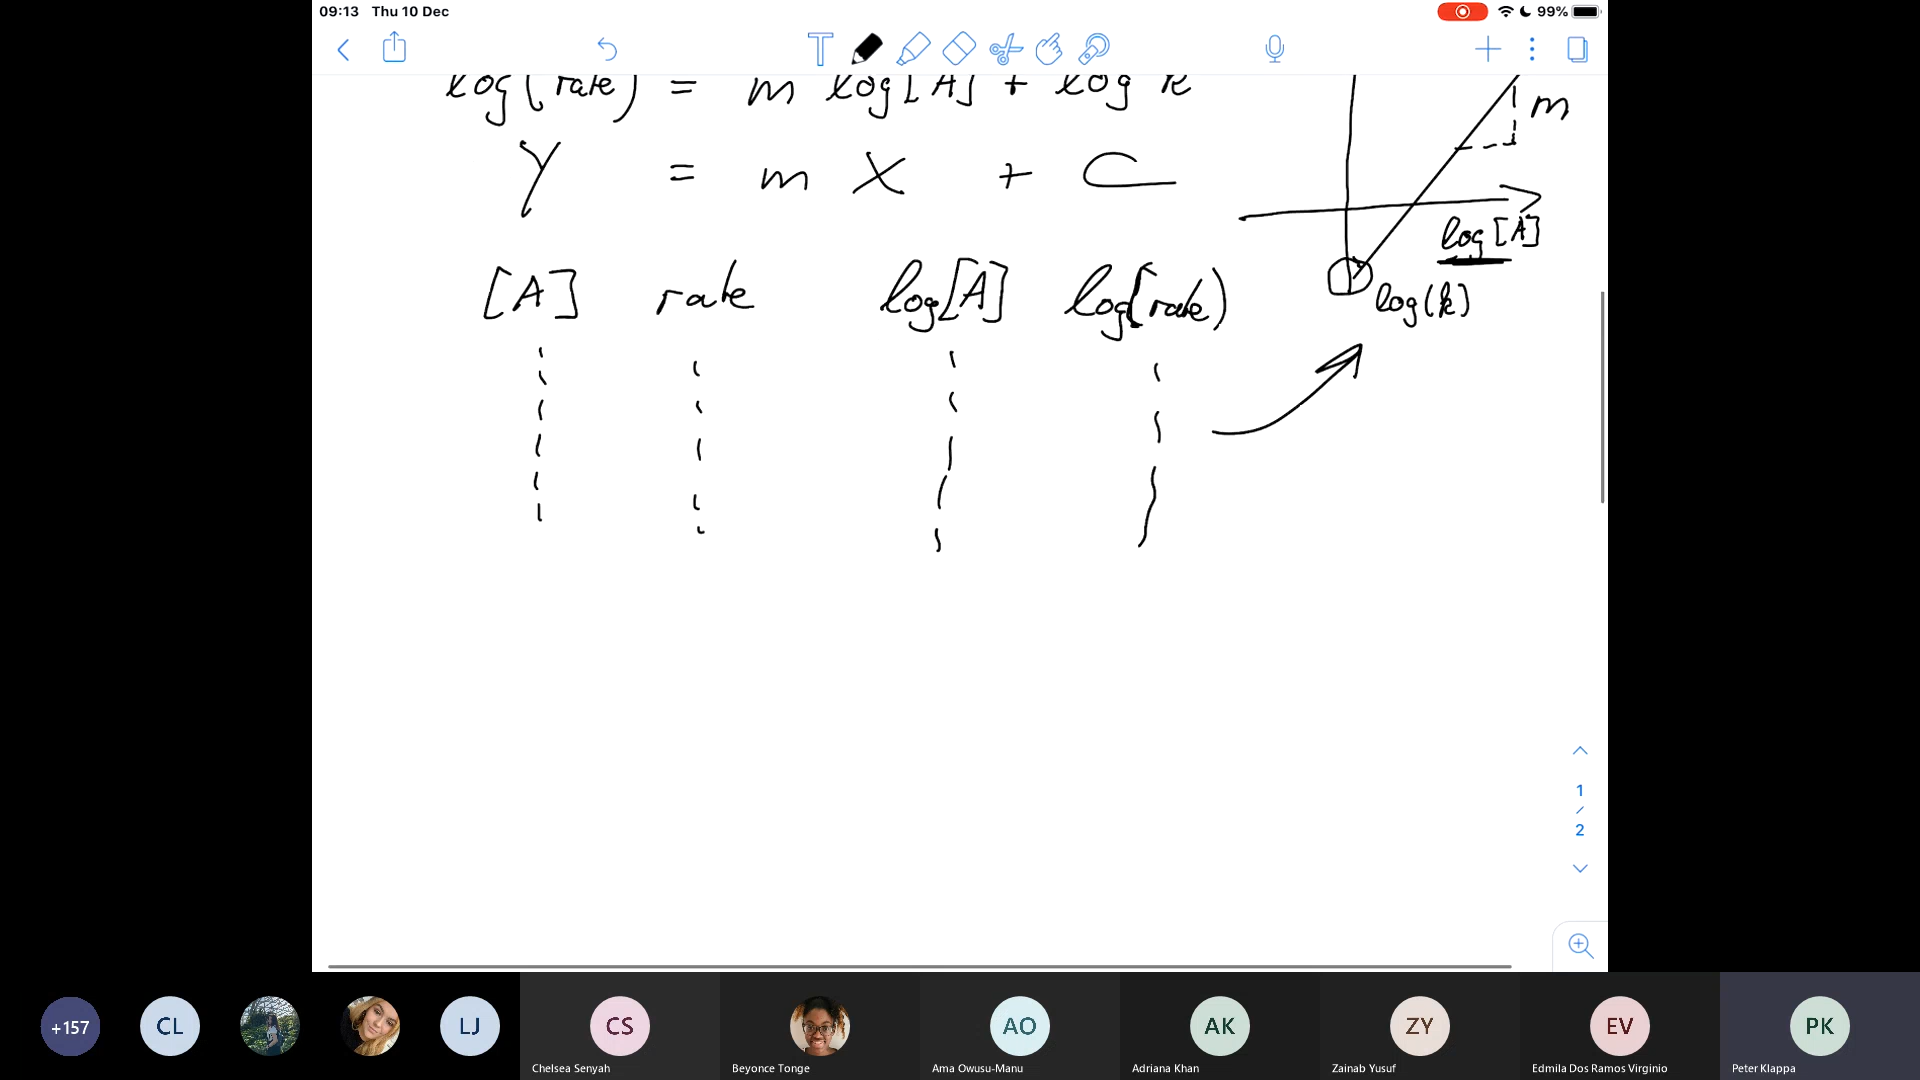 09:13 Thu 10 Dec 99%
log(rate) = m log[A] + log k
m
Y = m X + C
log[A]
[A] rate log[A] log(rate)
log(k)
1
/
2
+157 CL LJ CS AO AK ZY EV PK
Chelsea Senyah Beyonce Tonge Ama Owusu-Manu Adriana Khan Zainab Yusuf Edmila Dos Ramos Virginio Peter Klappa